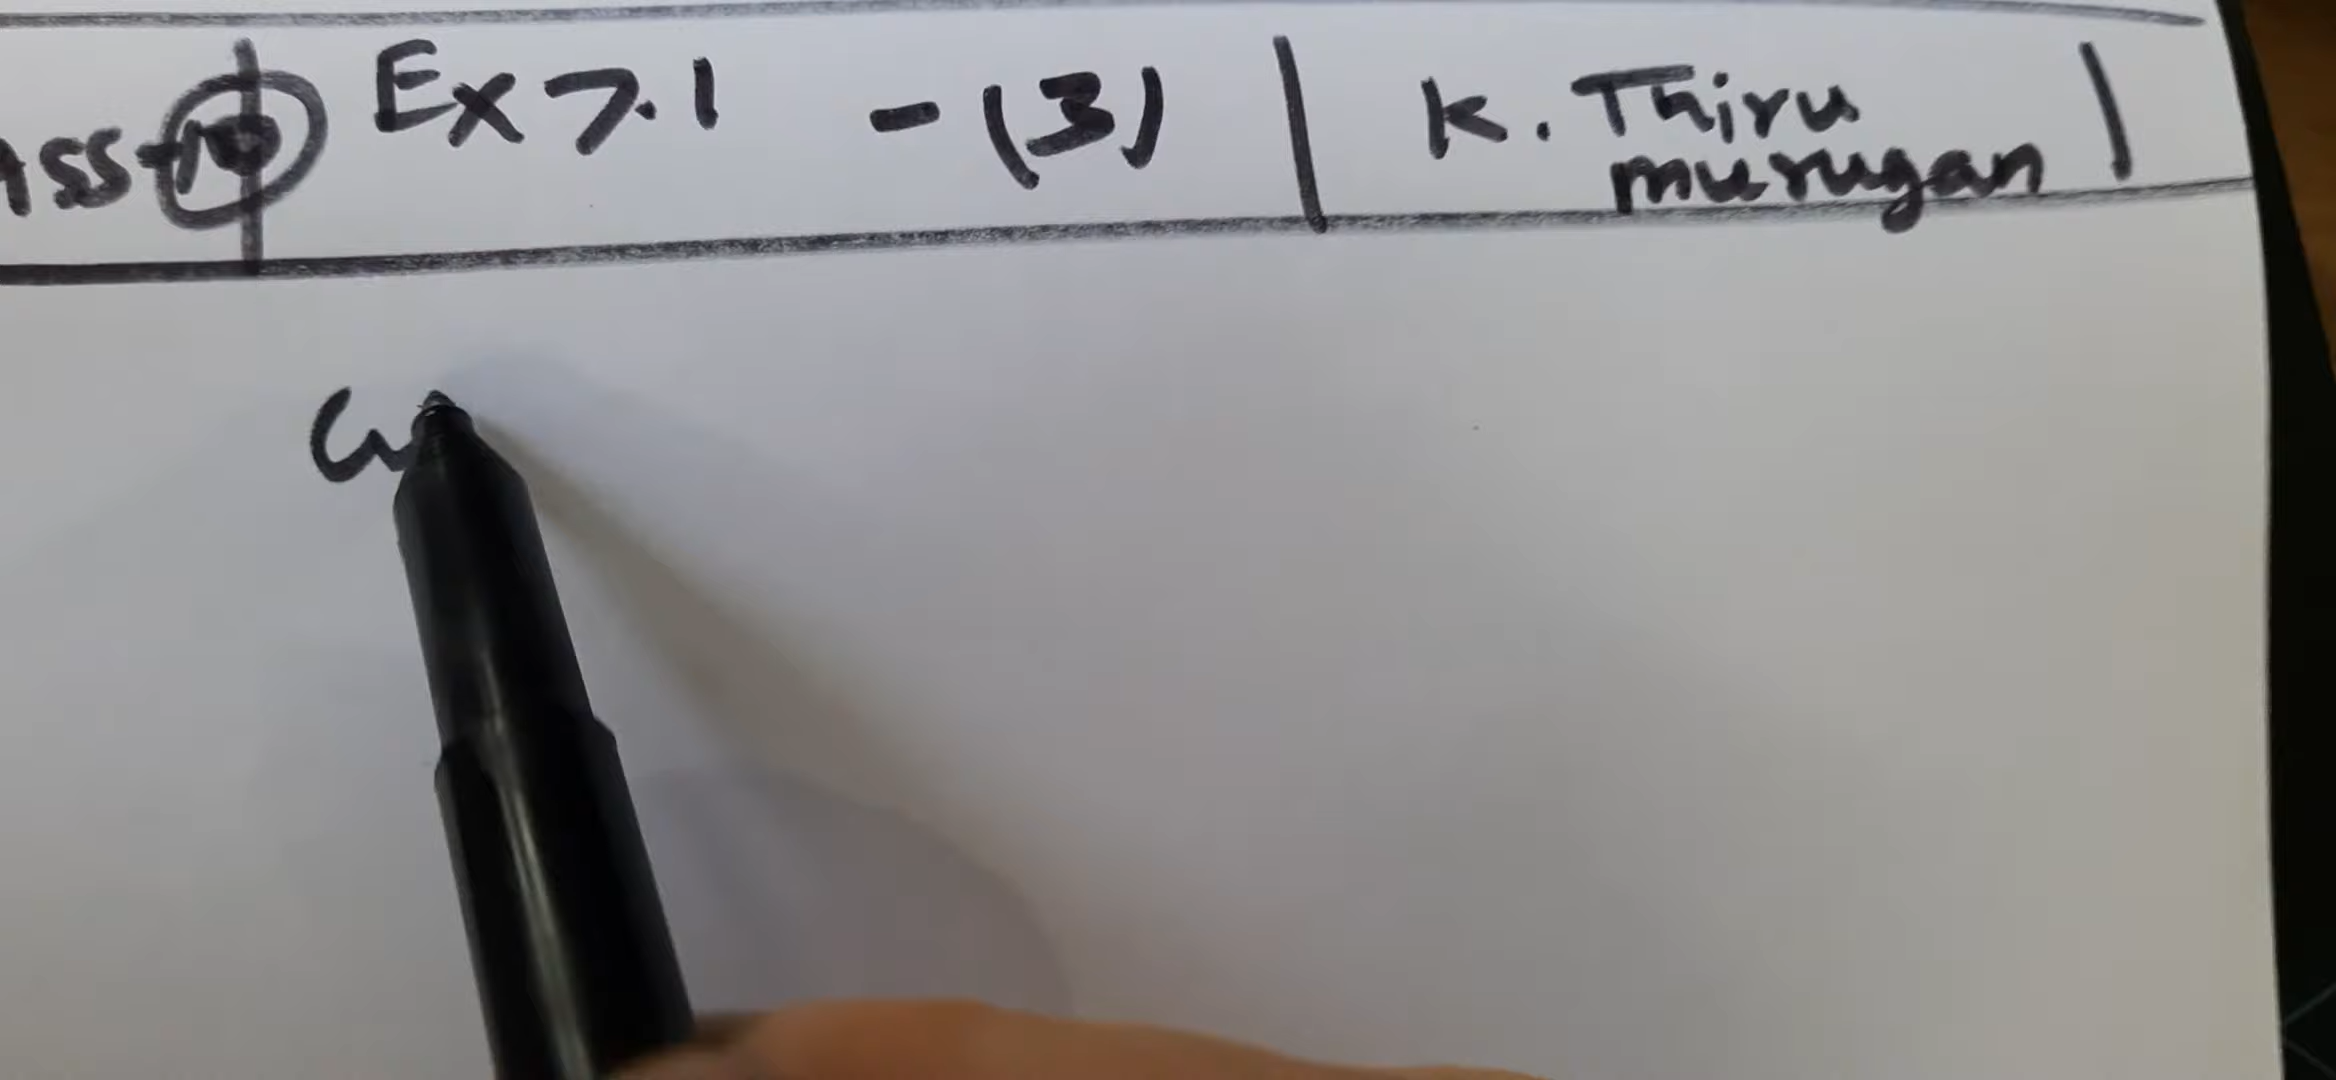 Ex 7.1 - (3) | K. Thiru
murugan |